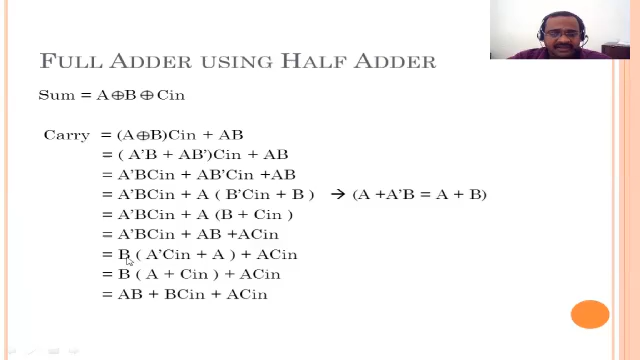 FULL ADDER USING HALF ADDER
Sum = A⊕B ⊕ Cin
Carry = (A⊕B)Cin + AB
= ( A’B + AB’)Cin + AB
= A’BCin + AB’Cin +AB
= A’BCin + A ( B’Cin + B ) → (A +A’B = A + B)
= A’BCin + A (B + Cin )
= A’BCin + AB +ACin
= B ( A’Cin + A ) + ACin
= B ( A + Cin ) + ACin
= AB + BCin + ACin